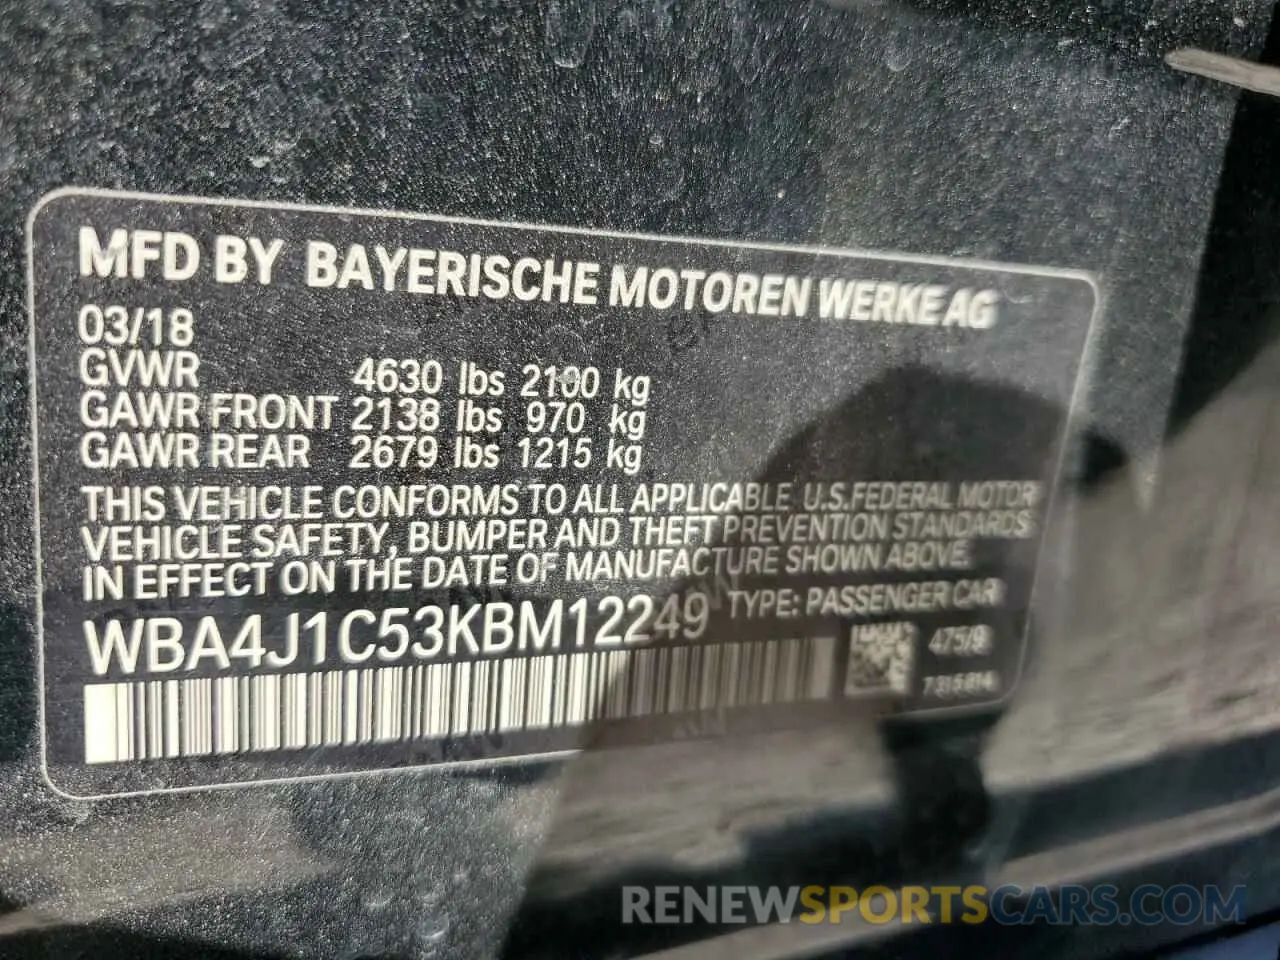 MFD BY BAYERISCHE MOTOREN WERKE AG
03/18
GVWR 4630 lbs 2100 kg
GAWR FRONT 2138 lbs 970 kg
GAWR REAR 2679 lbs 1215 kg
THIS VEHICLE CONFORMS TO ALL APPLICABLE U.S.FEDERAL MOTOR
VEHICLE SAFETY, BUMPER AND THEFT PREVENTION STANDARDS
IN EFFECT ON THE DATE OF MANUFACTURE SHOWN ABOVE.
WBA4J1C53KBM12249 TYPE: PASSENGER CAR
475/9
7315814
RENEWSPORTSCARS.COM